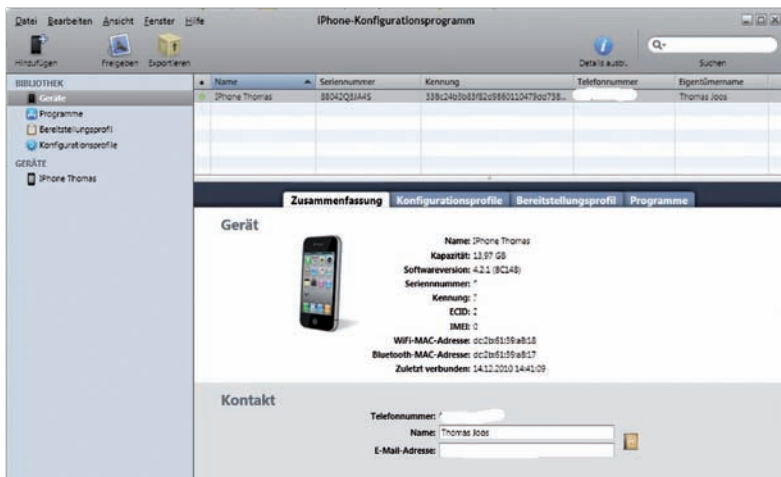 Datei Bearbeiten Ansicht Fenster Hilfe
iPhone-Konfigurationsprogramm
Hinzufügen Freigeben Exportieren
Details ausbl. Suchen
BIBLIOTHEK
Geräte
Programme
Bereitstellungsprofil
Konfigurationsprofile
GERÄTE
IPhone Thomas
Name Seriennummer Kennung Telefonnummer Eigentümername
IPhone Thomas Thomas Joos
Zusammenfassung Konfigurationsprofile Bereitstellungsprofil Programme
Gerät
Name: IPhone Thomas
Kapazität: 13,97 GB
Softwareversion: 4.2.1 (8C148)
Seriennummer:
Kennung:
ECID:
IMEI:
WiFi-MAC-Adresse:
Bluetooth-MAC-Adresse:
Zuletzt verbunden: 14.12.2010 14:41:09
Kontakt
Telefonnummer:
Name: Thomas Joos
E-Mail-Adresse: